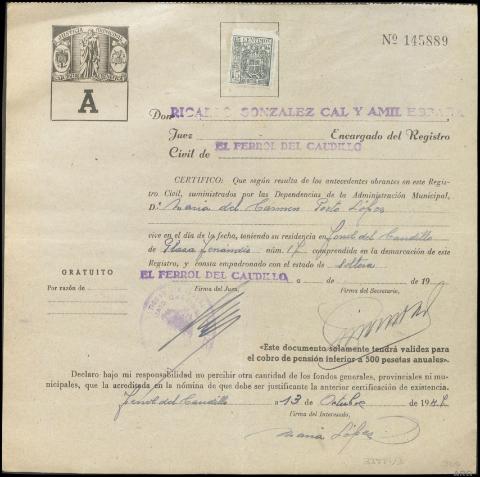 Nº 145889
A
CENTIMOS
Don RICARDO GONZALEZ CAL Y AMIL ESPADA
Juez Encargado del Registro
Civil de EL FERROL DEL CAUDILLO
CERTIFICO: Que según resulta de los antecedentes obrantes en este Regis-
tro Civil, suministrados por las Dependencias de la Administración Municipal,
D.ª María del Carmen Porto López
vive en el día de la fecha, teniendo su residencia en Ferrol del Caudillo
de Plaza núm. 17 comprendida en la demarcación de este
Registro, y consta empadronado con el estado de soltera
EL FERROL DEL CAUDILLO a de de 19
GRATUITO
Por razón de
Firma del Juez,
Firma del Secretario,
«Este documento solamente tendrá validez para
el cobro de pensión inferior a 500 pesetas anuales».
Declaro bajo mi responsabilidad no percibir otra cantidad de los fondos generales, provinciales ni mu-
nicipales, que la acreditada en la nómina de que debe ser justificante la anterior certificación de existencia.
Ferrol del Caudillo a 13 de Octubre de 194
Firma del Interesado,
María López